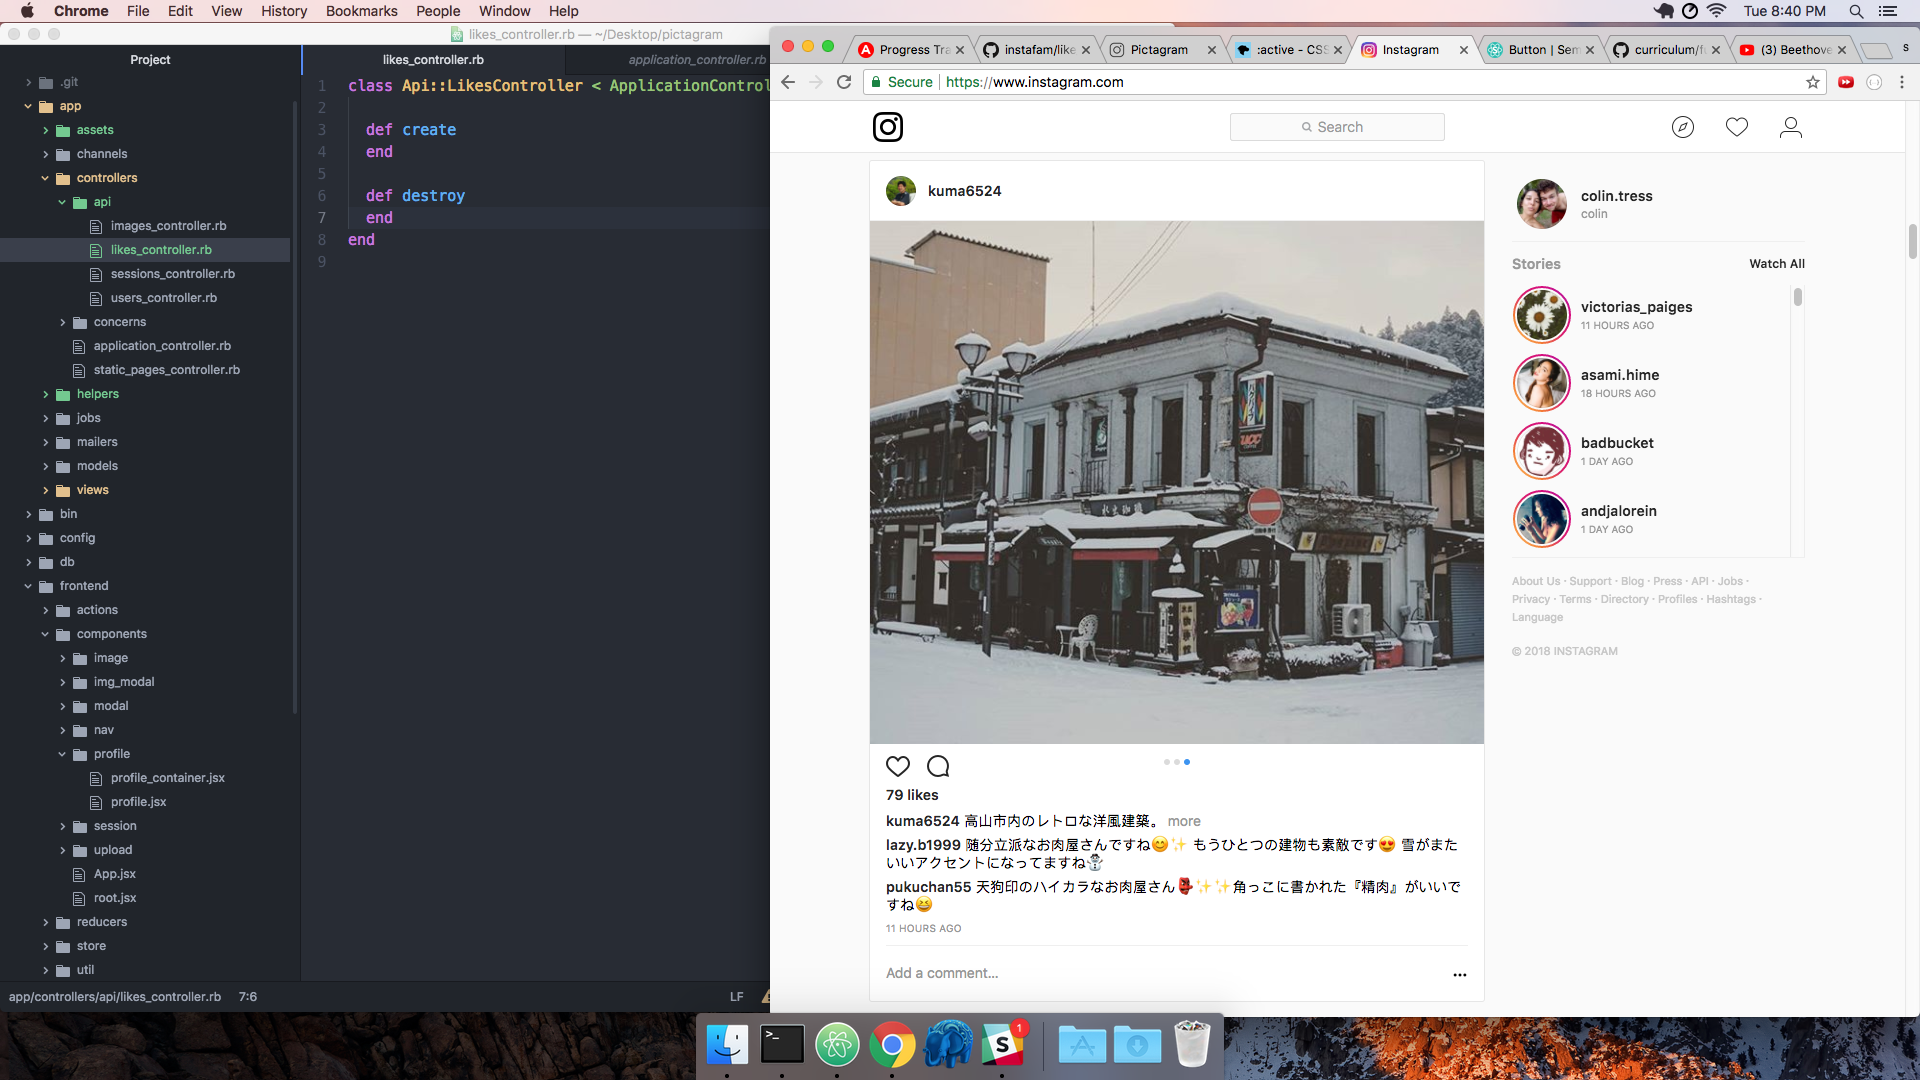 Chrome File Edit View History Bookmarks People Window Help
Tue 8:40 PM
likes_controller.rb — ~/Desktop/pictagram
Project
.git
app
assets
channels
controllers
api
images_controller.rb
likes_controller.rb
sessions_controller.rb
users_controller.rb
concerns
application_controller.rb
static_pages_controller.rb
helpers
jobs
mailers
models
views
bin
config
db
frontend
actions
components
image
img_modal
modal
nav
profile
profile_container.jsx
profile.jsx
session
upload
App.jsx
root.jsx
reducers
store
util
app/controllers/api/likes_controller.rb 7:6
LF
likes_controller.rb
application_controller.rb
1 class Api::LikesController < ApplicationControl
2
3 def create
4 end
5
6 def destroy
7 end
8 end
9
Progress Tra
instafam/like
Pictagram
:active - CSS
Instagram
Button | Sem
curriculum/f
(3) Beethove
s
Secure https://www.instagram.com
Search
kuma6524
UCC
79 likes
kuma6524 高山市内のレトロな洋風建築。 more
lazy.b1999 随分立派なお肉屋さんですね😊✨ もうひとつの建物も素敵です😍 雪がまた
いいアクセントになってますね⛄
pukuchan55 天狗印のハイカラなお肉屋さん👺✨✨角っこに書かれた『精肉』がいいで
すね😆
11 HOURS AGO
Add a comment...
colin.tress
colin
Stories
Watch All
victorias_paiges
11 HOURS AGO
asami.hime
18 HOURS AGO
badbucket
1 DAY AGO
andjalorein
1 DAY AGO
About Us · Support · Blog · Press · API · Jobs ·
Privacy · Terms · Directory · Profiles · Hashtags ·
Language
© 2018 INSTAGRAM
1